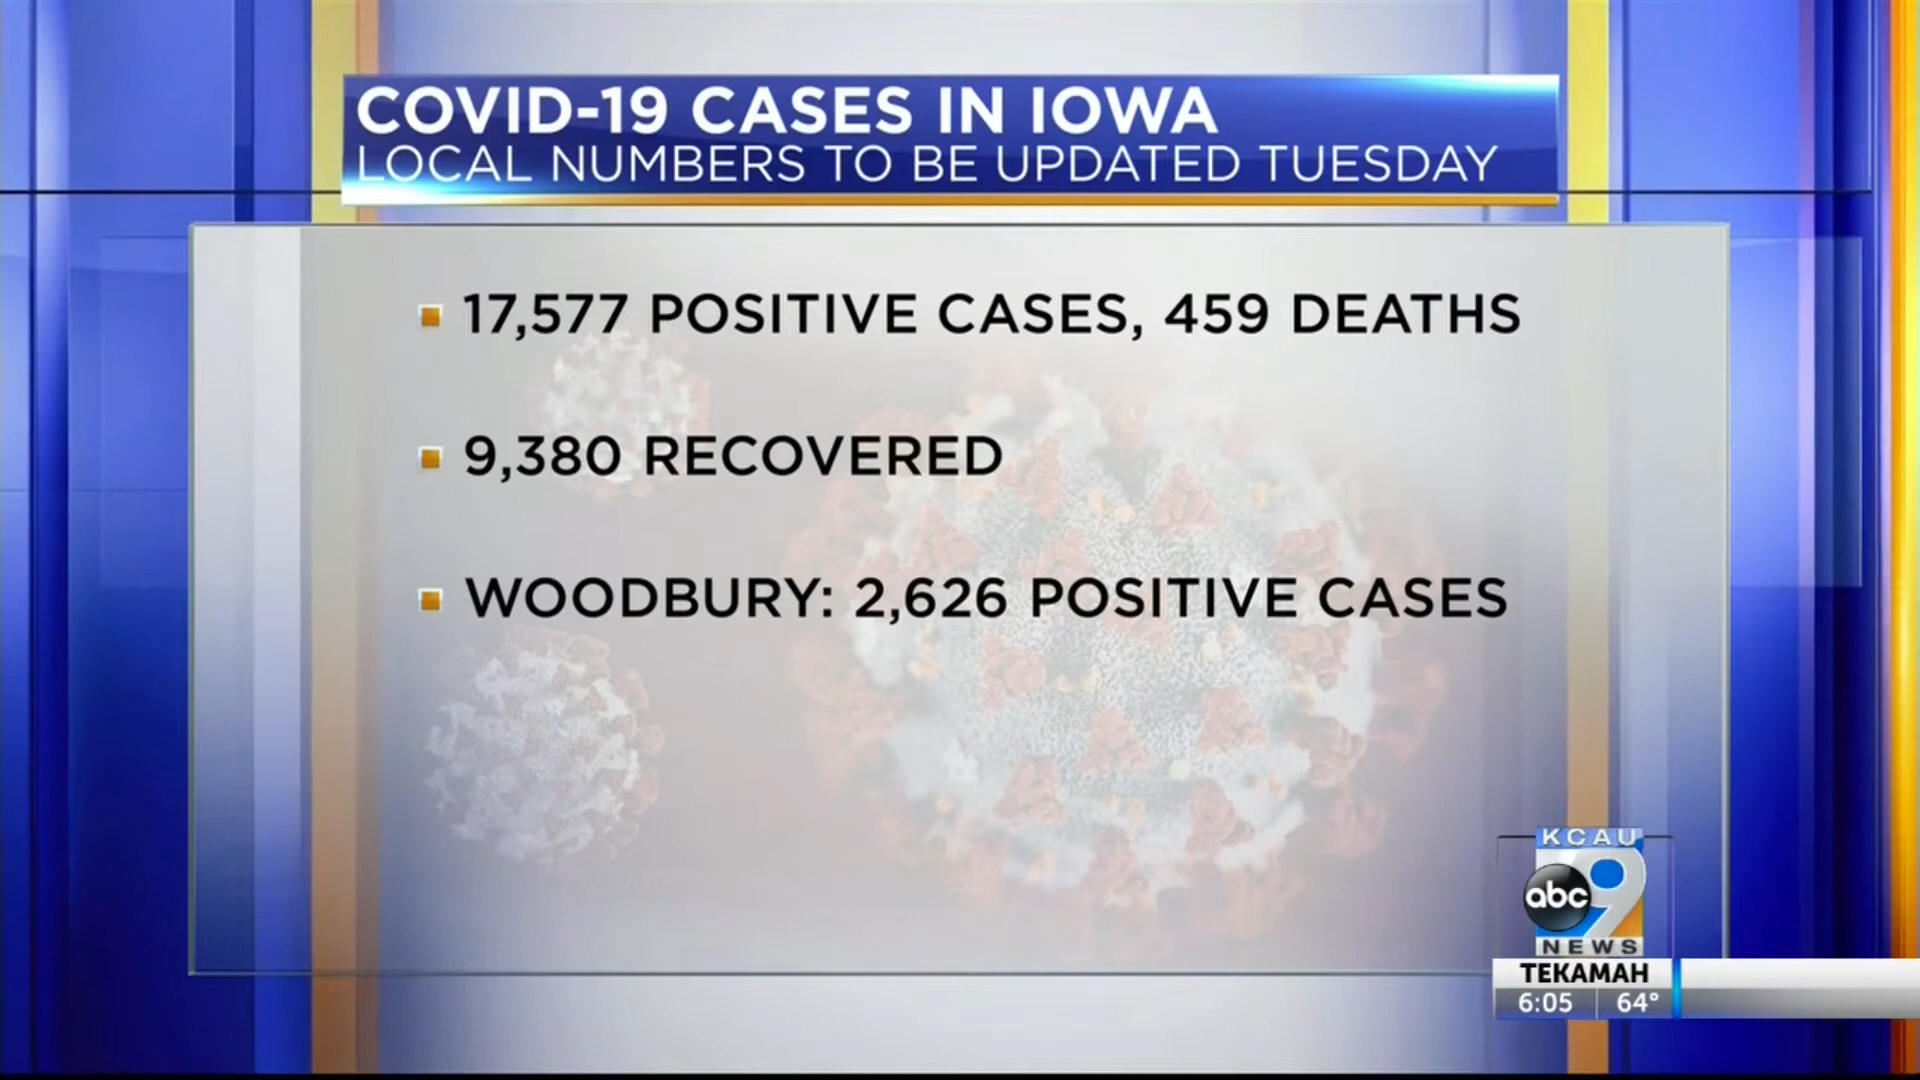 COVID-19 CASES IN IOWA
LOCAL NUMBERS TO BE UPDATED TUESDAY
17,577 POSITIVE CASES, 459 DEATHS
9,380 RECOVERED
WOODBURY: 2,626 POSITIVE CASES
KCAU
abc 9
NEWS
TEKAMAH
6:05 64°